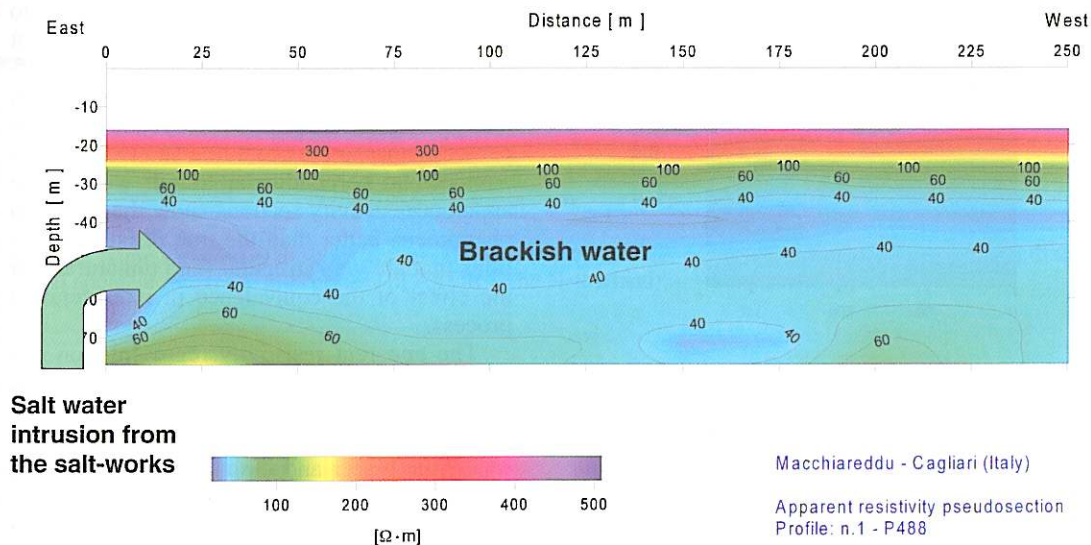 East
Distance [ m ]
West
0 25 50 75 100 125 150 175 200 225 250
Depth [ m ]
-10
-20
-30
-40
70
300 300
100 100 100 100 100 100 100 100
60 60 60 60 60 60 60 60
40 40 40 40 40 40 40 40
Brackish water
40 40 40 40 40 40 40 40
40 40
40 40 40
60 60 60
Salt water
intrusion from
the salt-works
100 200 300 400 500
[Ω·m]
Macchiareddu - Cagliari (Italy)
Apparent resistivity pseudosection
Profile: n.1 - P488